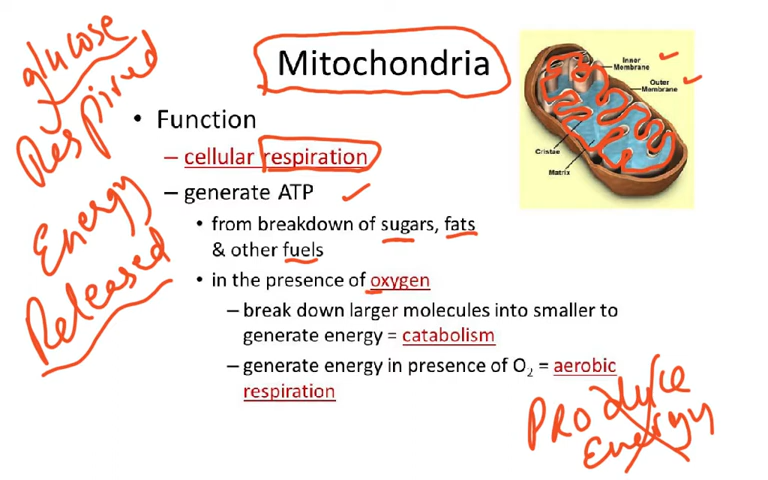 glucose
Respired
Energy
Released
Mitochondria
• Function
– cellular respiration
– generate ATP
• from breakdown of sugars, fats
& other fuels
• in the presence of oxygen
– break down larger molecules into smaller to
generate energy = catabolism
– generate energy in presence of O₂ = aerobic
respiration
Inner
Membrane
Outer
Membrane
Cristae
Matrix
PRODUCE
Energy